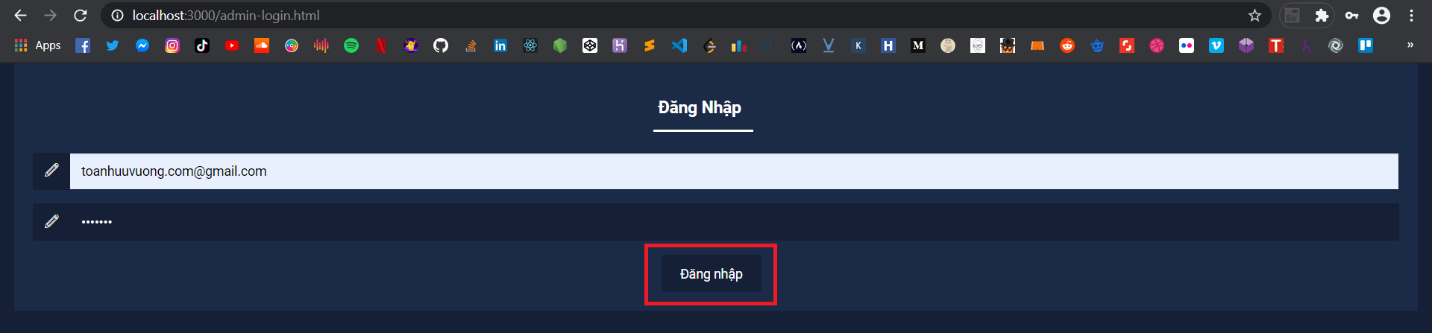 localhost:3000/admin-login.html
Apps
Đăng Nhập
toanhuuvuong.com@gmail.com
•••••••
Đăng nhập